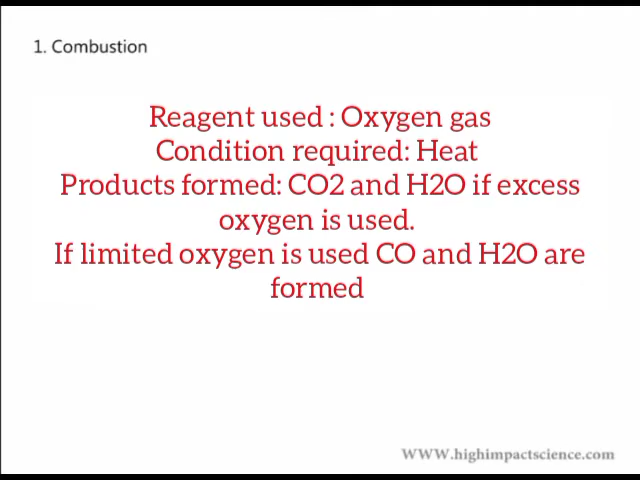 1. Combustion
Reagent used : Oxygen gas
Condition required: Heat
Products formed: CO2 and H2O if excess
oxygen is used.
If limited oxygen is used CO and H2O are
formed
WWW.highimpactscience.com